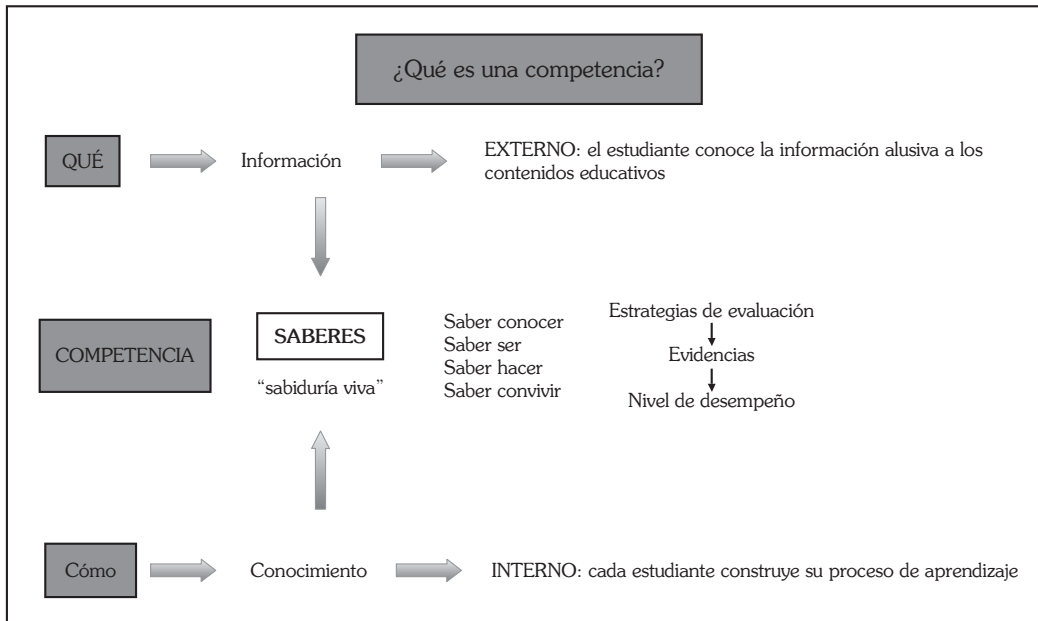 ¿Qué es una competencia?
QUÉ
Información
EXTERNO: el estudiante conoce la información alusiva a los
contenidos educativos
COMPETENCIA
SABERES
“sabiduría viva”
Saber conocer
Saber ser
Saber hacer
Saber convivir
Estrategias de evaluación
Evidencias
Nivel de desempeño
Cómo
Conocimiento
INTERNO: cada estudiante construye su proceso de aprendizaje